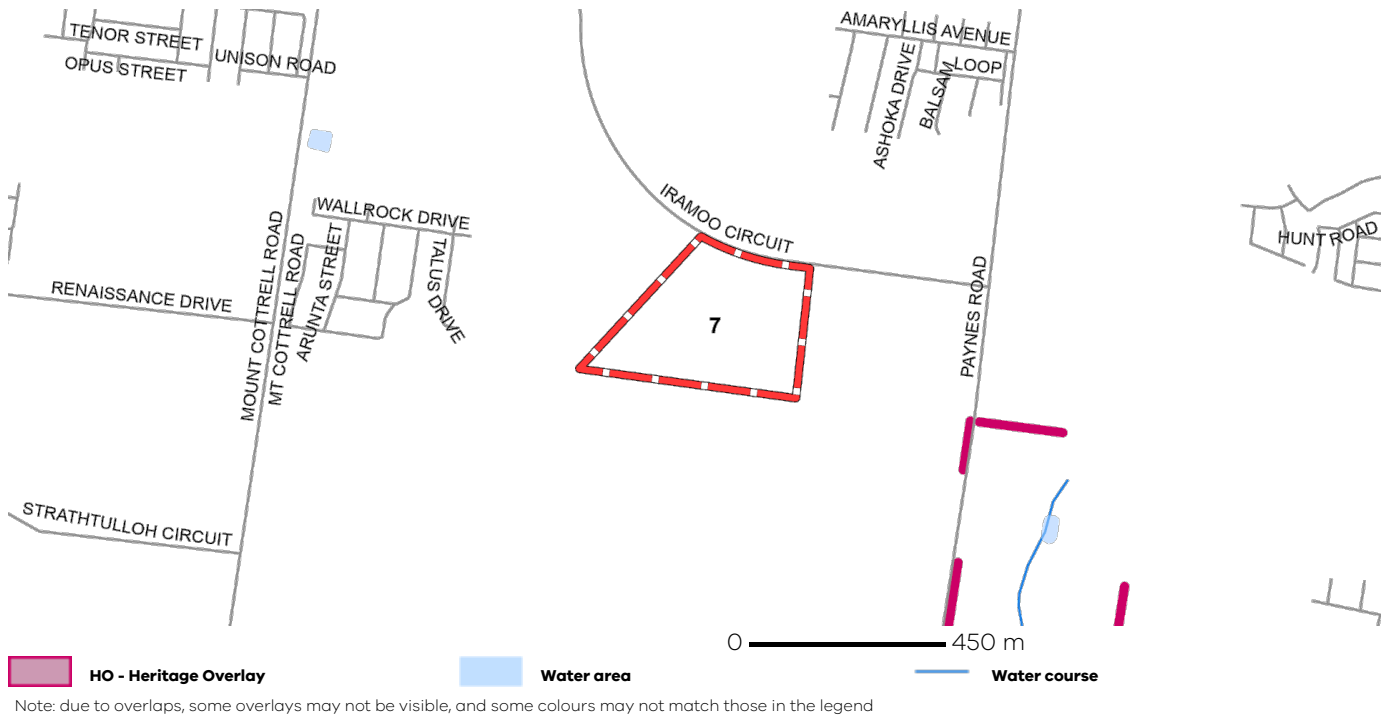 TENOR STREET
OPUS STREET
UNISON ROAD
AMARYLLIS AVENUE
LOOP
BALSAM
ASHOKA DRIVE
IRAMOO CIRCUIT
WALLROCK DRIVE
HUNT ROAD
MOUNT COTTRELL ROAD
MT COTTRELL ROAD
ARUNTA STREET
TALUS DRIVE
RENAISSANCE DRIVE
PAYNES ROAD
7
STRATHTULLOH CIRCUIT
0 450 m
HO - Heritage Overlay
Water area
Water course
Note: due to overlaps, some overlays may not be visible, and some colours may not match those in the legend